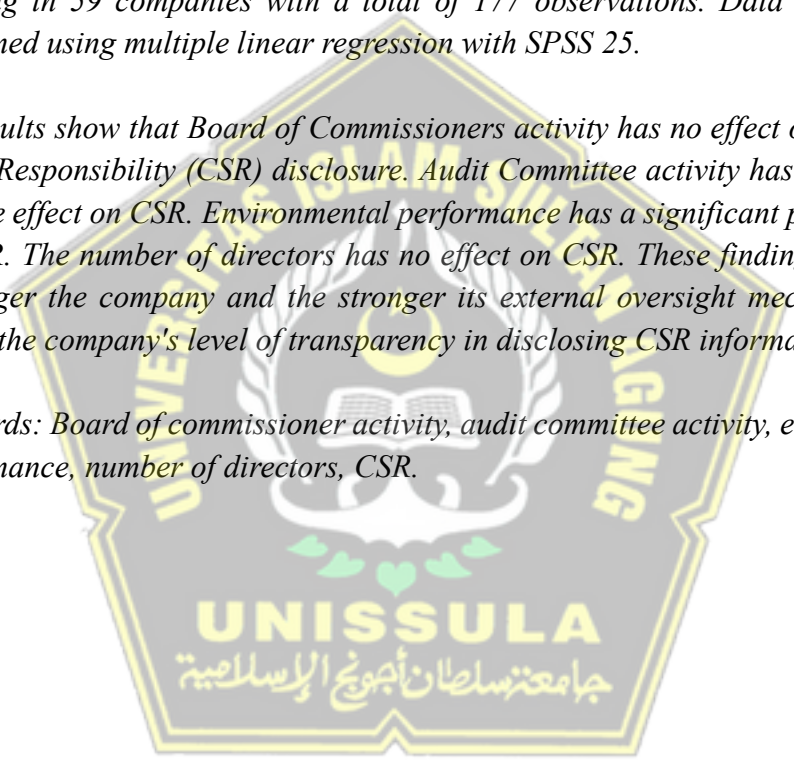 ng in 59 companies with a total of 177 observations. Data
ned using multiple linear regression with SPSS 25.
ults show that Board of Commissioners activity has no effect o
Responsibility (CSR) disclosure. Audit Committee activity has
e effect on CSR. Environmental performance has a significant p
R. The number of directors has no effect on CSR. These finding
ger the company and the stronger its external oversight mec
the company's level of transparency in disclosing CSR informa
rds: Board of commissioner activity, audit committee activity, e
nance, number of directors, CSR.
UNIVERSITAS ISLAM SULTAN AGUNG
UNISSULA
جامعة سلطان أجونج الإسلامية